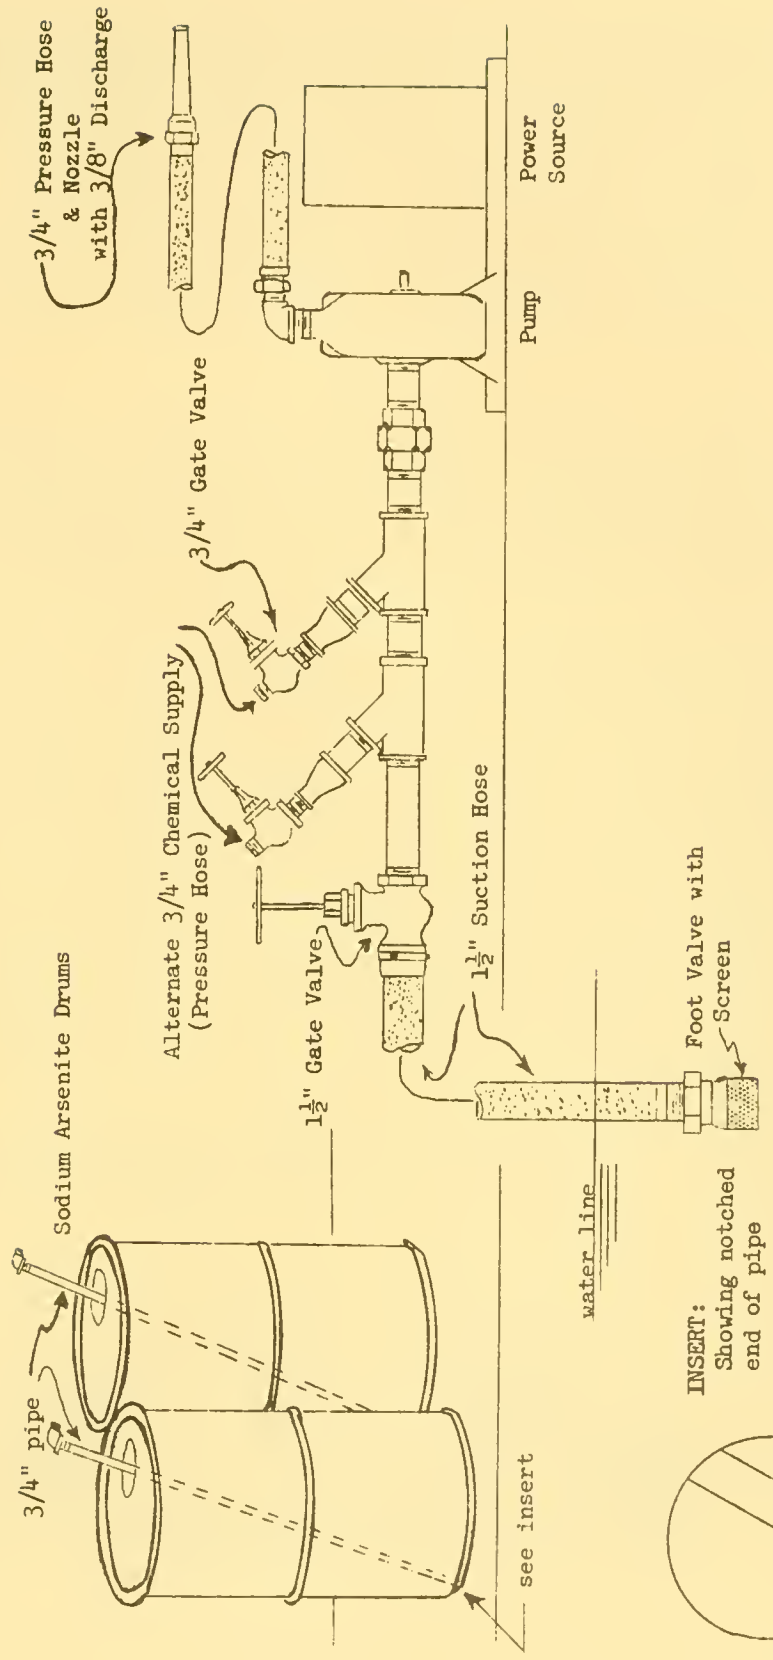 3/4" pipe
Sodium Arsenite Drums
Alternate 3/4" Chemical Supply
(Pressure Hose)
3/4" Gate Valve
3/4" Pressure Hose
& Nozzle
with 3/8" Discharge
1½" Gate Valve
1½" Suction Hose
Pump
Power
Source
see insert
water line
Foot Valve with
Screen
INSERT:
Showing notched
end of pipe